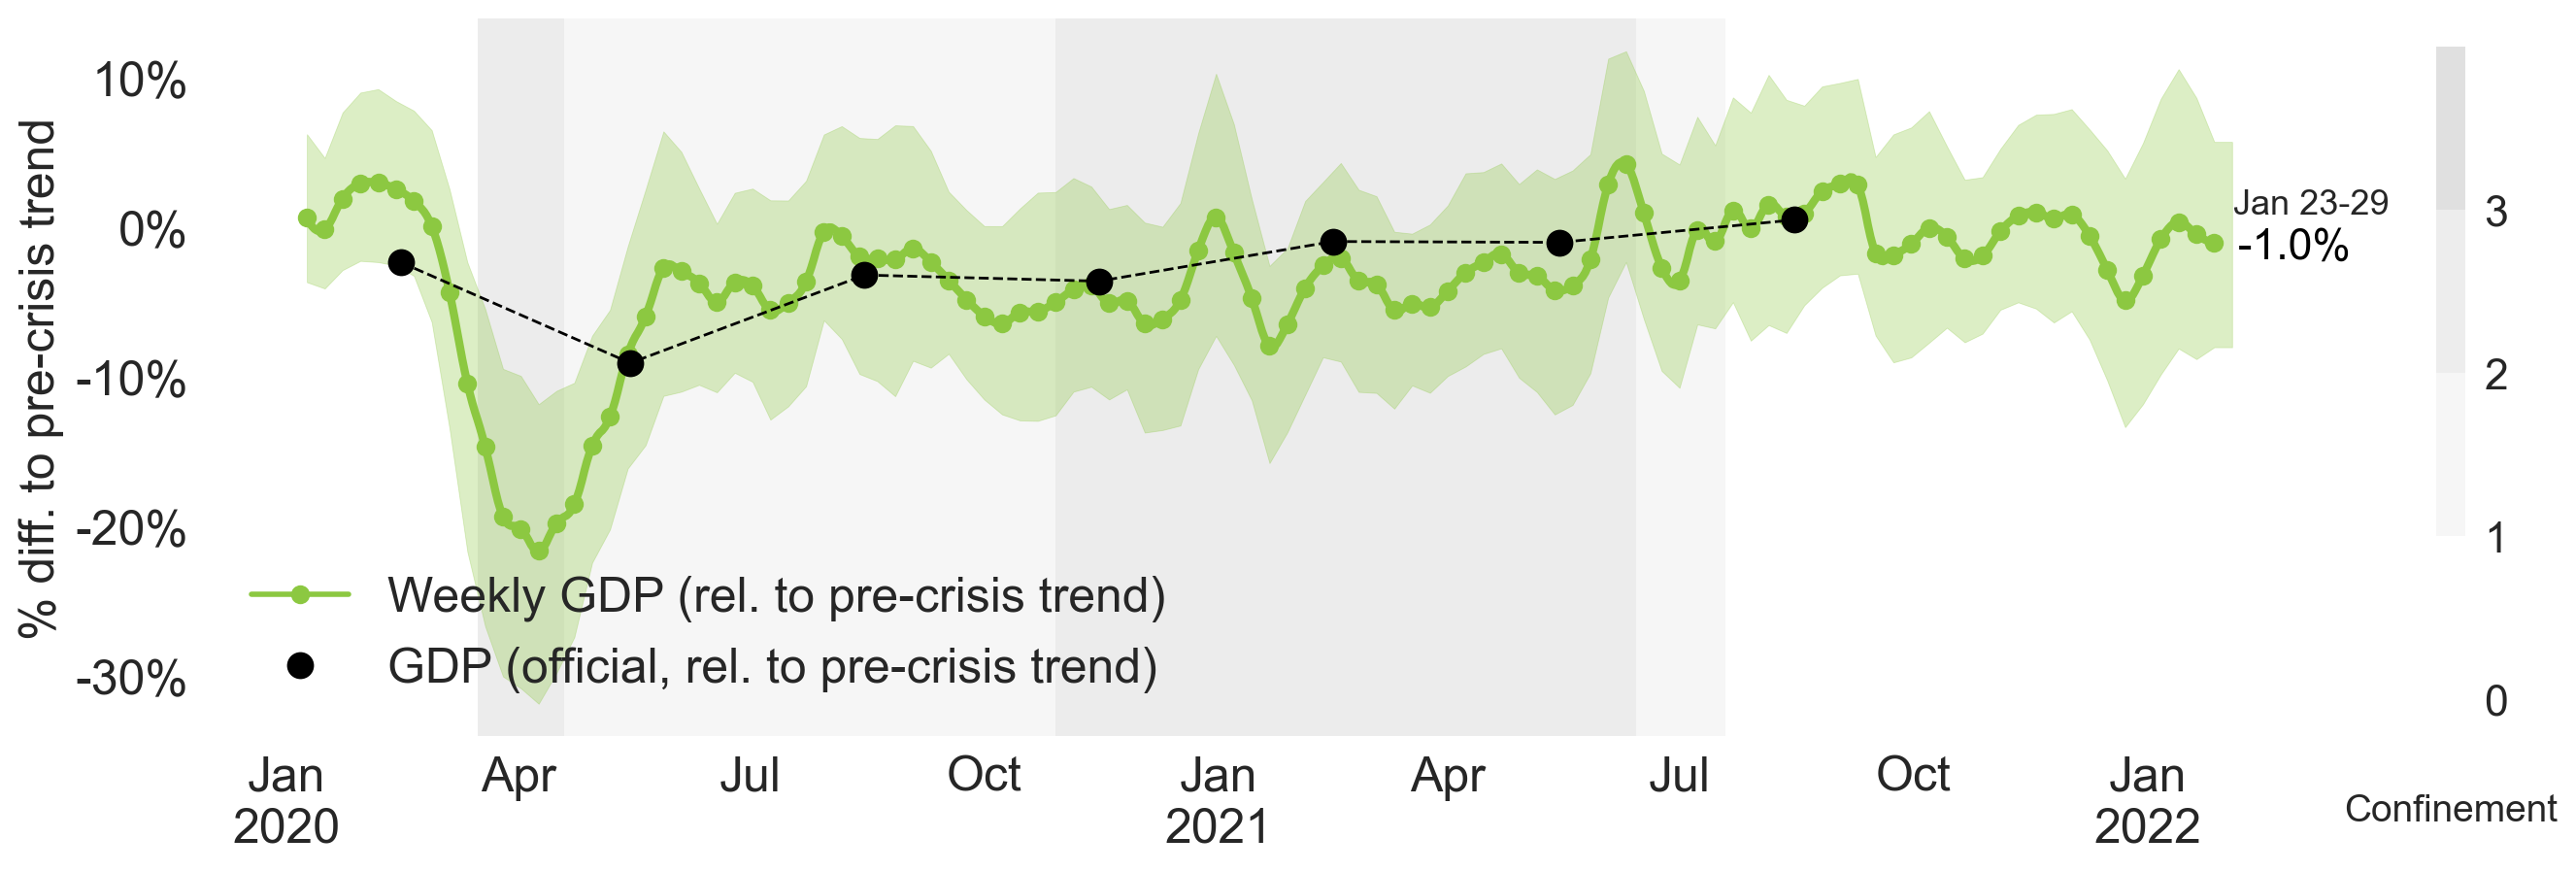 % diff. to pre-crisis trend
10%
0%
-10%
-20%
-30%
Jan 23-29
-1.0%
Weekly GDP (rel. to pre-crisis trend)
GDP (official, rel. to pre-crisis trend)
Jan Apr Jul Oct Jan Apr Jul Oct Jan
2020 2021 2022
3
2
1
0
Confinement